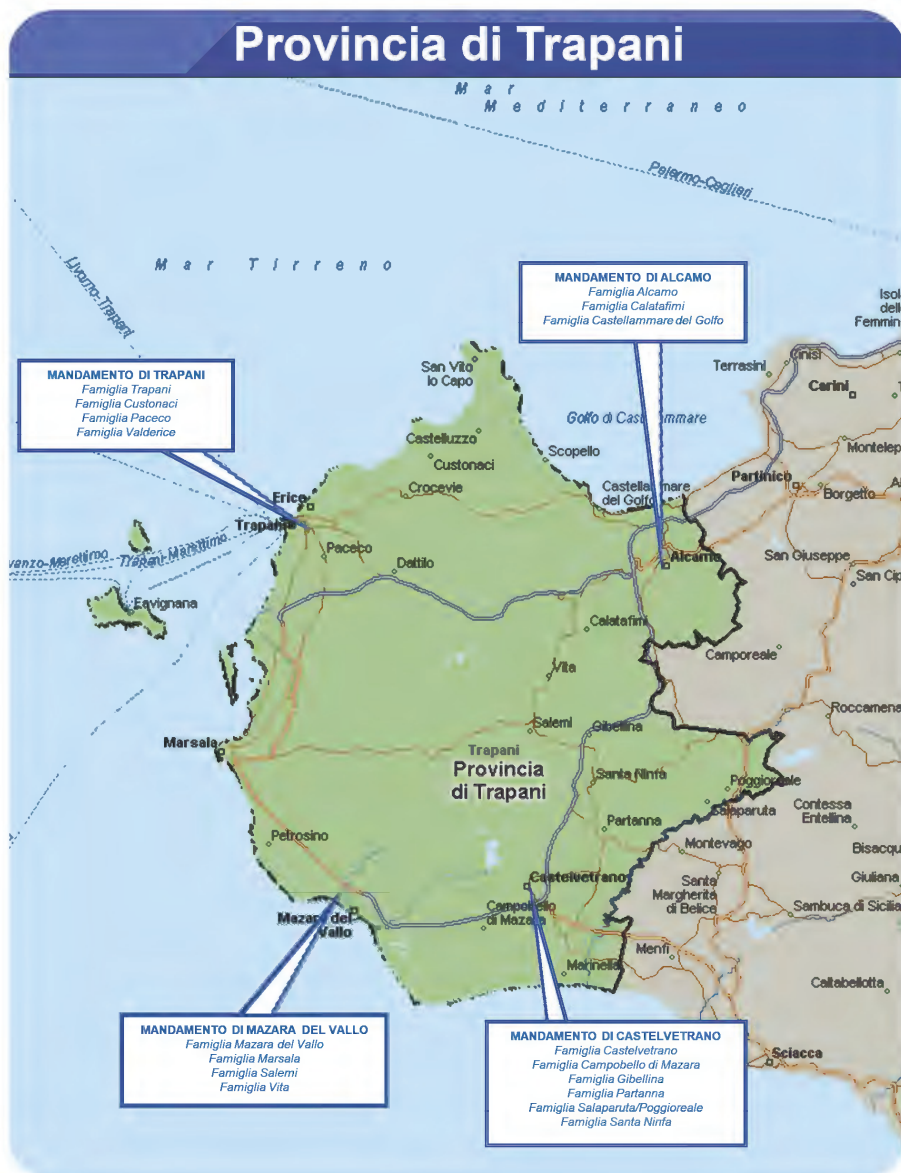 Provincia di Trapani
Mar
Mediterraneo
Palermo-Cagliari
Livorno-Trapani
Mar Tirreno
MANDAMENTO DI ALCAMO
Famiglia Alcamo
Famiglia Calatafimi
Famiglia Castellammare del Golfo
MANDAMENTO DI TRAPANI
Famiglia Trapani
Famiglia Custonaci
Famiglia Paceco
Famiglia Valderice
San Vito
lo Capo
Golfo di Castellammare
Terrasini
Cinisi
Carini
Castelluzzo
Custonaci
Scopello
Crocevie
Castellammare
del Golfo
Partinico
Borgetto
Erice
Trapani
Paceco
Dattilo
Alcamo
San Giuseppe
Trapani-Marettimo
Favignana
Calatafimi
Vita
Camporeale
Salemi
Gibellina
Roccamena
Marsala
Trapani
Provincia
di Trapani
Santa Ninfa
Poggioreale
Salaparuta
Contessa
Entellina
Partanna
Petrosino
Montevago
Giuliana
Castelvetrano
Santa
Margherita
di Belice
Sambuca di Sicilia
Campobello
di Mazara
Mazara del
Vallo
Menfi
Marinella
Caltabellotta
Sciacca
MANDAMENTO DI MAZARA DEL VALLO
Famiglia Mazara del Vallo
Famiglia Marsala
Famiglia Salemi
Famiglia Vita
MANDAMENTO DI CASTELVETRANO
Famiglia Castelvetrano
Famiglia Campobello di Mazara
Famiglia Gibellina
Famiglia Partanna
Famiglia Salaparuta/Poggioreale
Famiglia Santa Ninfa